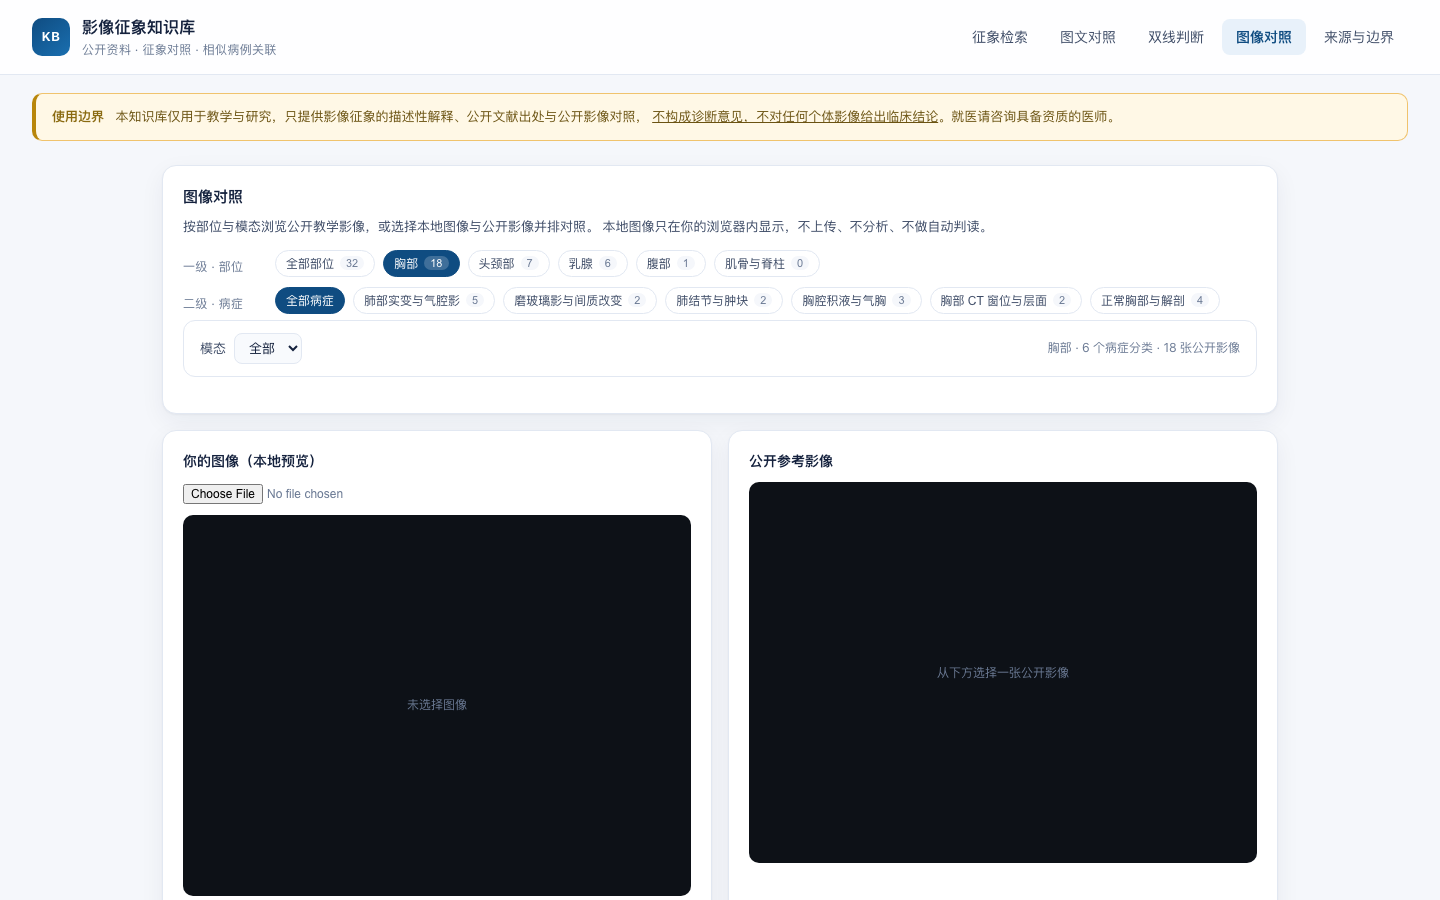 KB
影像征象知识库
公开资料 · 征象对照 · 相似病例关联
征象检索 图文对照 双线判断 图像对照 来源与边界
使用边界 本知识库仅用于教学与研究，只提供影像征象的描述性解释、公开文献出处与公开影像对照， 不构成诊断意见，不对任何个体影像给出临床结论。就医请咨询具备资质的医师。
图像对照
按部位与模态浏览公开教学影像，或选择本地图像与公开影像并排对照。 本地图像只在你的浏览器内显示，不上传、不分析、不做自动判读。
一级 · 部位 全部部位 32 胸部 18 头颈部 7 乳腺 6 腹部 1 肌骨与脊柱 0
二级 · 病症 全部病症 肺部实变与气腔影 5 磨玻璃影与间质改变 2 肺结节与肿块 2 胸腔积液与气胸 3 胸部 CT 窗位与层面 2 正常胸部与解剖 4
模态 全部 胸部 · 6 个病症分类 · 18 张公开影像
你的图像（本地预览）
Choose File No file chosen
未选择图像
公开参考影像
从下方选择一张公开影像